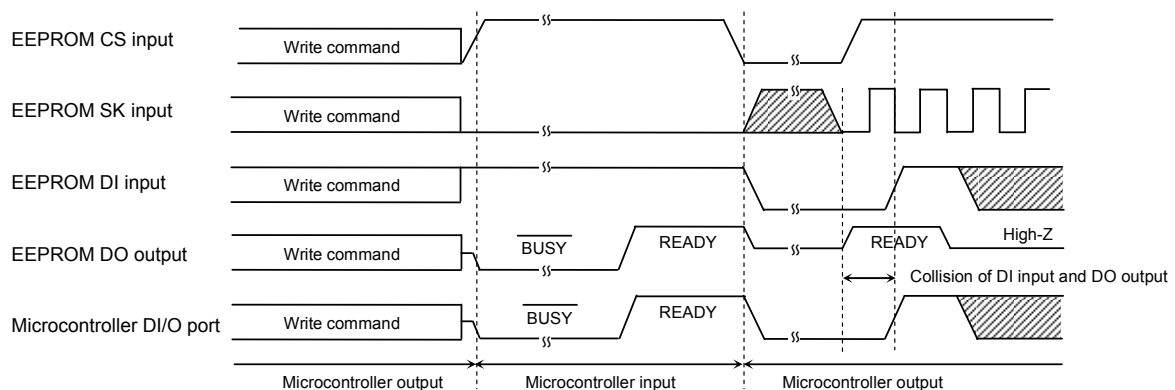 EEPROM CS input
Write command
EEPROM SK input
Write command
EEPROM DI input
Write command
EEPROM DO output
Write command
BUSY
READY
READY
High-Z
Collision of DI input and DO output
Microcontroller DI/O port
Write command
BUSY
READY
Microcontroller output
Microcontroller input
Microcontroller output